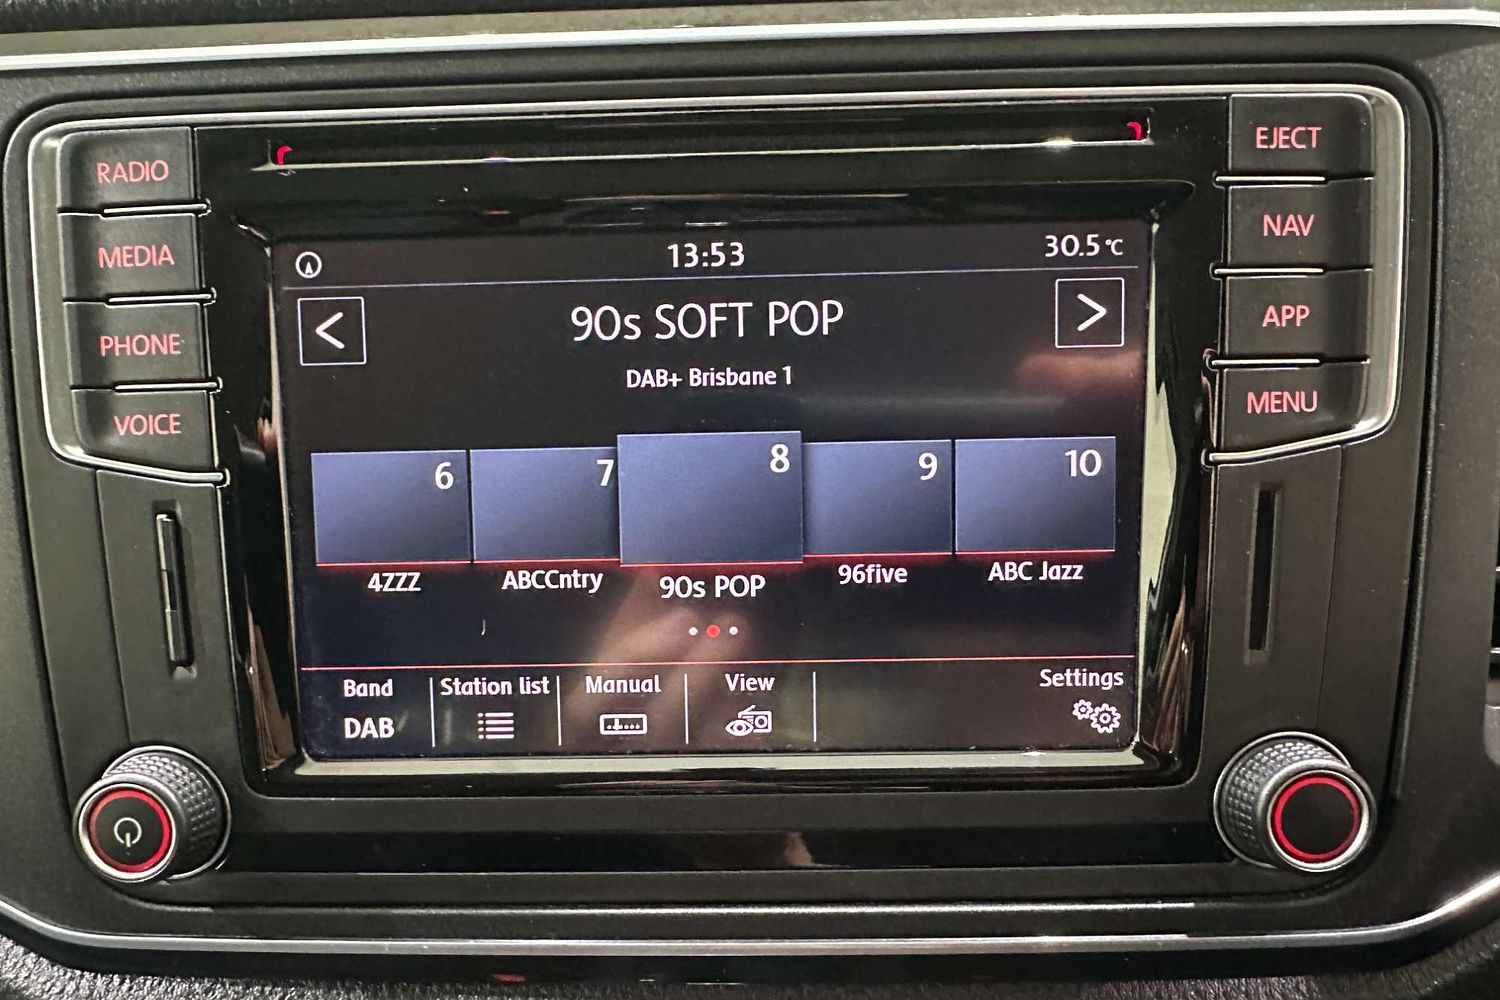 RADIO
MEDIA
PHONE
VOICE
EJECT
NAV
APP
MENU
13:53
30.5°C
<
90s SOFT POP
>
DAB+ Brisbane 1
6
7
8
9
10
4ZZZ
ABCCntry
90s POP
96five
ABC Jazz
Band
DAB
Station list
Manual
View
Settings